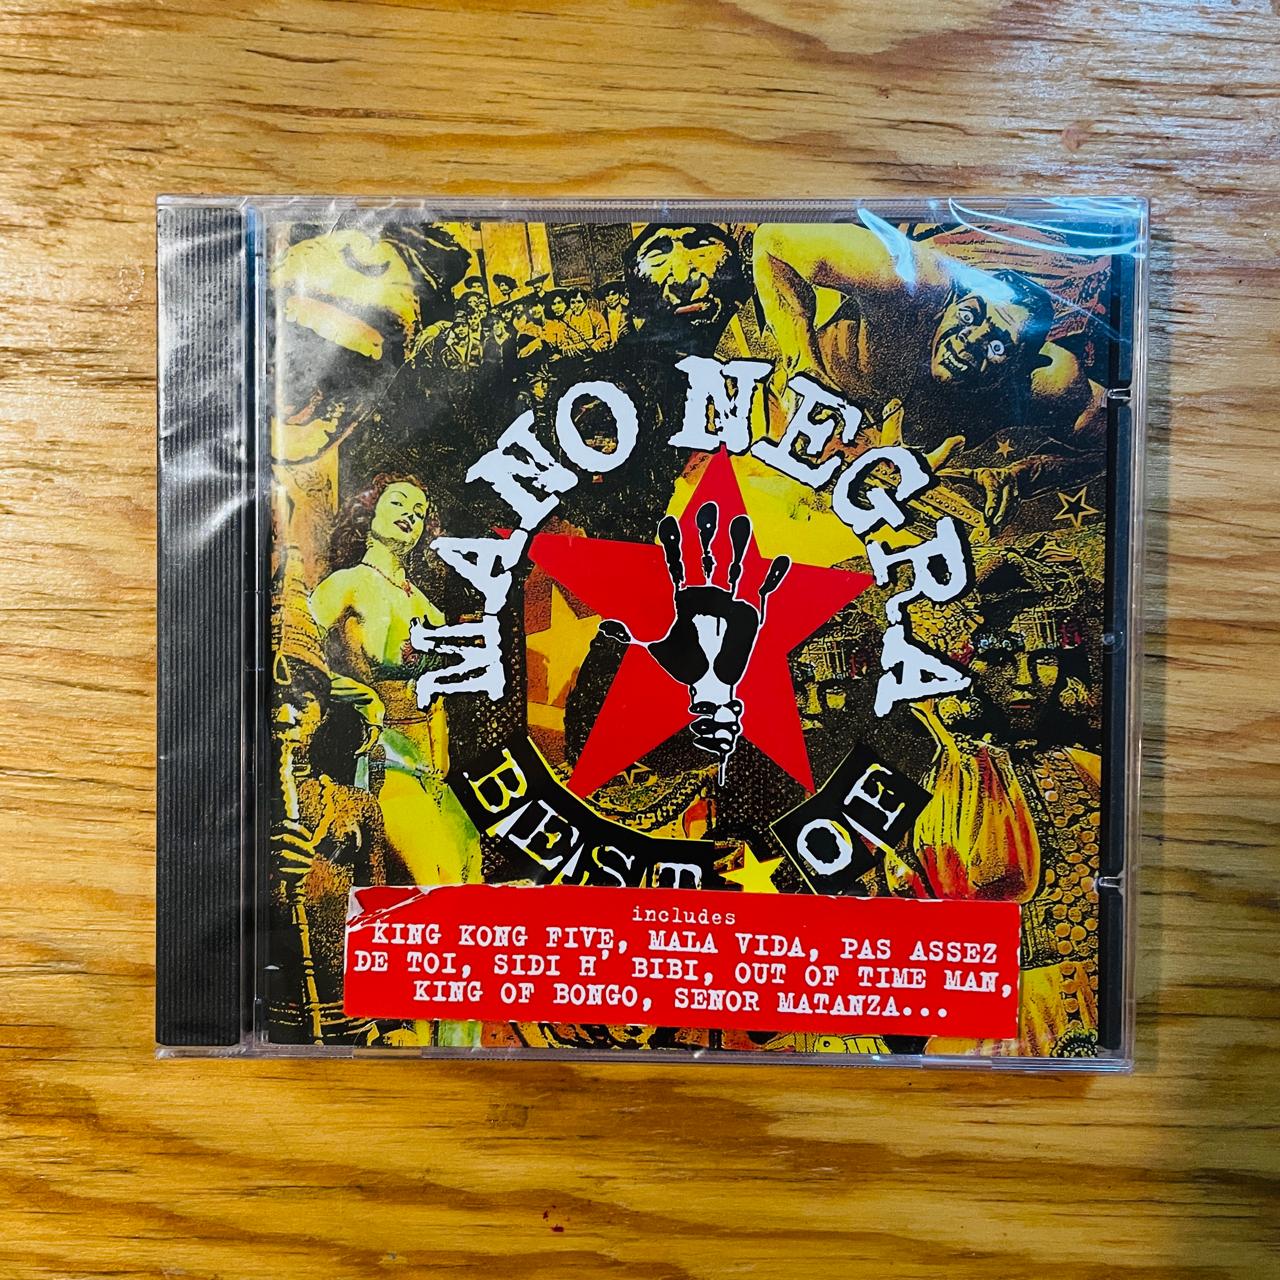 MANO NEGRA
BEST OF
includes
KING KONG FIVE, MALA VIDA, PAS ASSEZ
DE TOI, SIDI H' BIBI, OUT OF TIME MAN,
KING OF BONGO, SENOR MATANZA...